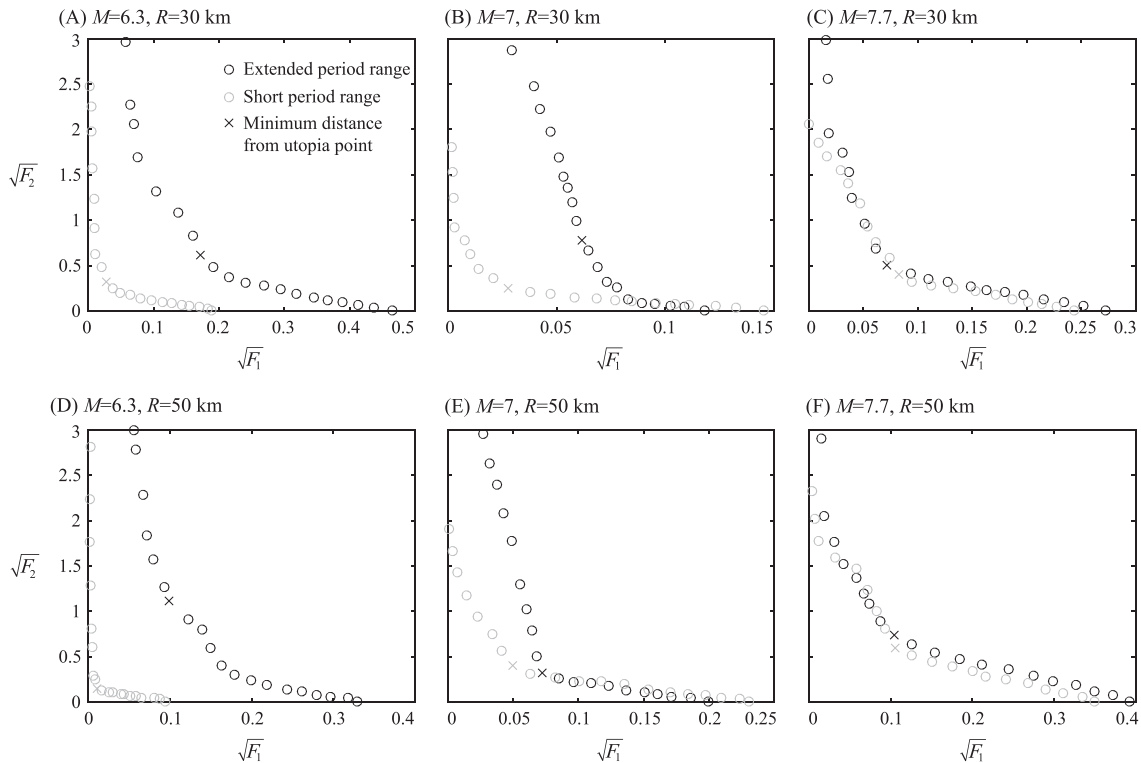 (A) M=6.3, R=30 km
3
2.5
2
1.5
1
0.5
0
0
0.1
0.2
0.3
0.4
0.5
√F₂
√F₁
Extended period range
Short period range
Minimum distance
from utopia point
(B) M=7, R=30 km
0
0.05
0.1
0.15
√F₁
(C) M=7.7, R=30 km
0
0.05
0.1
0.15
0.2
0.25
0.3
√F₁
(D) M=6.3, R=50 km
3
2.5
2
1.5
1
0.5
0
0
0.1
0.2
0.3
0.4
√F₂
√F₁
(E) M=7, R=50 km
0
0.05
0.1
0.15
0.2
0.25
√F₁
(F) M=7.7, R=50 km
0
0.1
0.2
0.3
0.4
√F₁